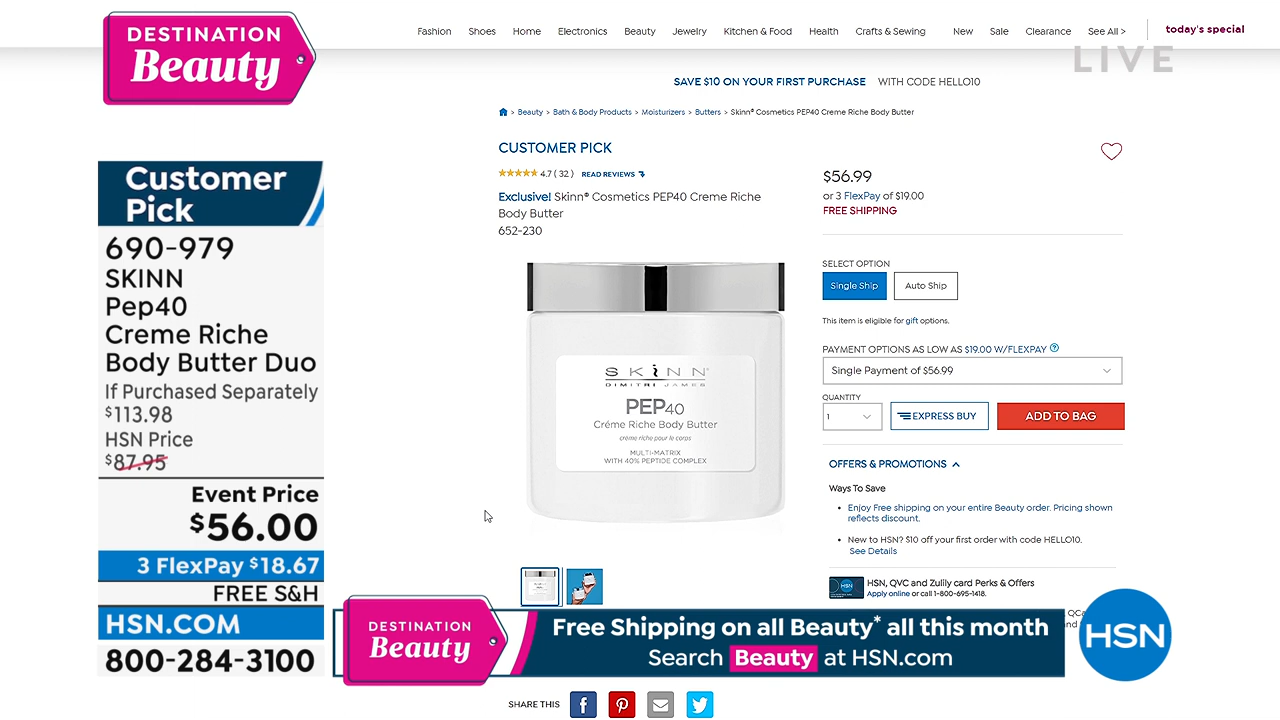 DESTINATION
Beauty
Fashion Shoes Home Electronics Beauty Jewelry Kitchen & Food Health Crafts & Sewing New Sale Clearance See All > today's special
LIVE
SAVE $10 ON YOUR FIRST PURCHASE WITH CODE HELLO10
> Beauty > Bath & Body Products > Moisturizers > Butters > Skinn® Cosmetics PEP40 Creme Riche Body Butter
Customer
Pick
690-979
SKINN
Pep40
Creme Riche
Body Butter Duo
If Purchased Separately
$113.98
HSN Price
$87.95
Event Price
$56.00
3 FlexPay $18.67
FREE S&H
HSN.COM
800-284-3100
CUSTOMER PICK
4.7 ( 32 ) READ REVIEWS
Exclusive! Skinn® Cosmetics PEP40 Creme Riche
Body Butter
652-230
SKINN®
DIMITRI JAMES
PEP40
Créme Riche Body Butter
creme riche pour le corps
MULTI-MATRIX
WITH 40% PEPTIDE COMPLEX
$56.99
or 3 FlexPay of $19.00
FREE SHIPPING
SELECT OPTION
Single Ship Auto Ship
This item is eligible for gift options.
PAYMENT OPTIONS AS LOW AS $19.00 W/FLEXPAY ?
Single Payment of $56.99
QUANTITY
1 EXPRESS BUY ADD TO BAG
OFFERS & PROMOTIONS
Ways To Save
• Enjoy Free shipping on your entire Beauty order. Pricing shown
reflects discount.
• New to HSN? $10 off your first order with code HELLO10.
See Details
HSN, QVC and Zulily card Perks & Offers
Apply online or call 1-800-695-1418.
DESTINATION
Beauty
Free Shipping on all Beauty* all this month
Search Beauty at HSN.com
HSN
SHARE THIS